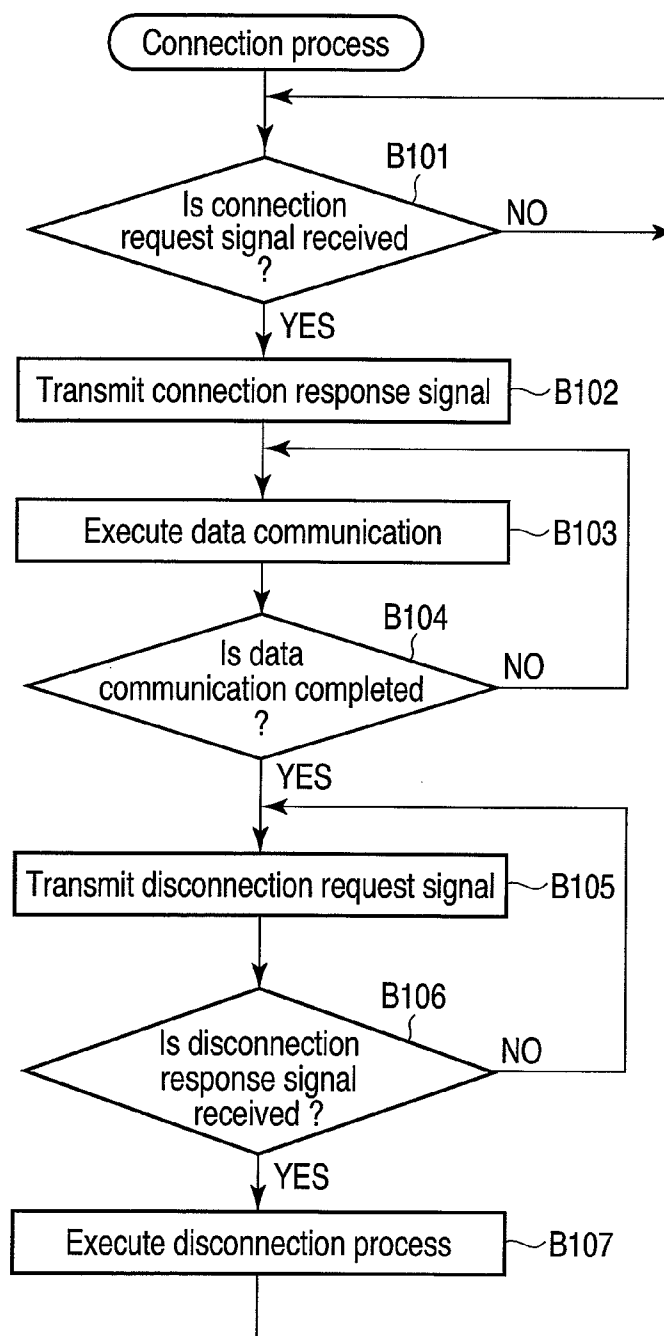 Connection process
B101
Is connection
request signal received
?
NO
YES
Transmit connection response signal
B102
Execute data communication
B103
B104
Is data
communication completed
?
NO
YES
Transmit disconnection request signal
B105
B106
Is disconnection
response signal
received ?
NO
YES
Execute disconnection process
B107